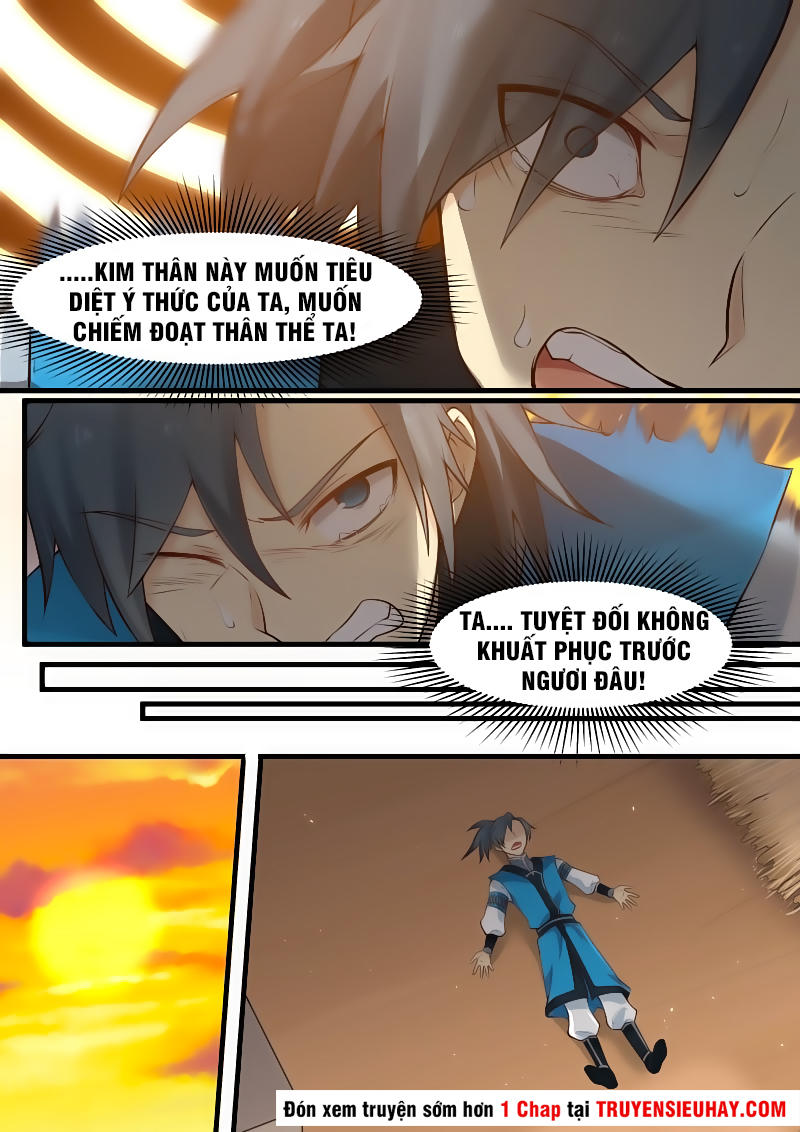 .....KIM THÂN NÀY MUỐN TIÊU
DIỆT Ý THỨC CỦA TA, MUỐN
CHIẾM ĐOẠT THÂN THỂ TA!
TA.... TUYỆT ĐỐI KHÔNG
KHUẤT PHỤC TRƯỚC
NGƯƠI ĐÂU!
Đón xem truyện sớm hơn 1 Chap tại TRUYENSIEUHAY.COM